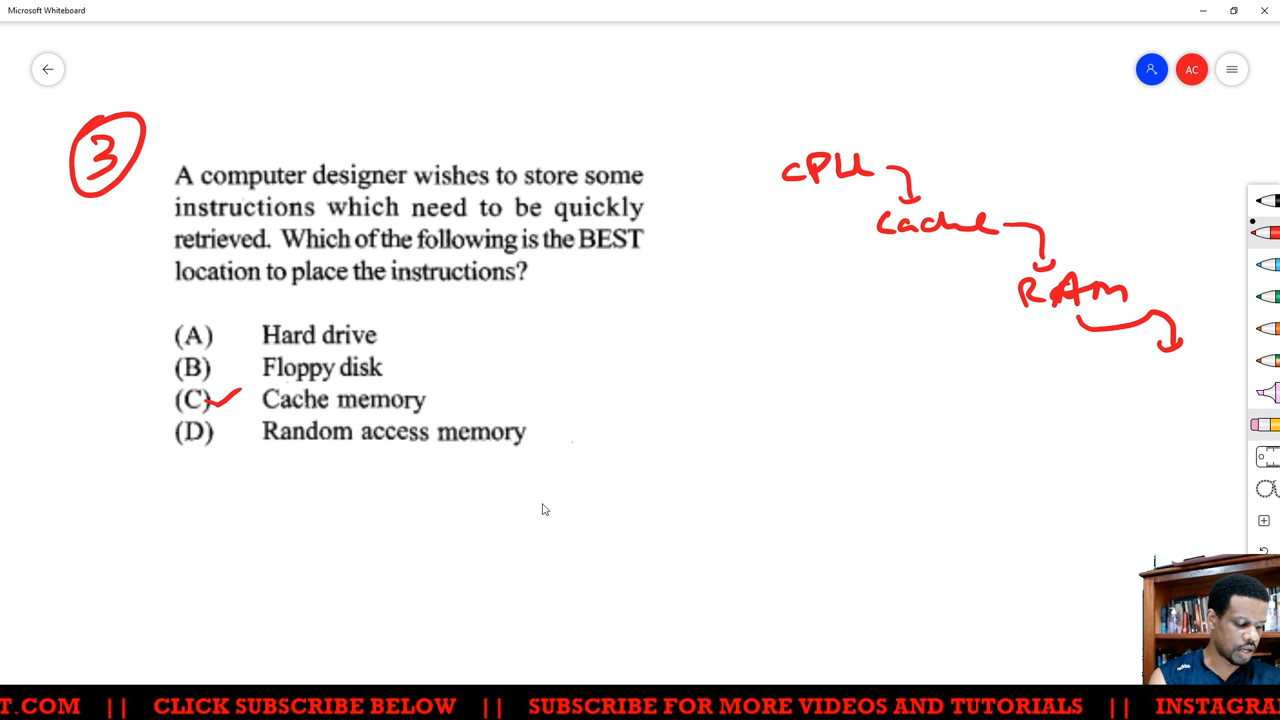 Microsoft Whiteboard
AC
3
A computer designer wishes to store some
instructions which need to be quickly
retrieved. Which of the following is the BEST
location to place the instructions?
(A) Hard drive
(B) Floppy disk
(C) Cache memory
(D) Random access memory
CPU
Cache
RAM
T.COM || CLICK SUBSCRIBE BELOW || SUBSCRIBE FOR MORE VIDEOS AND TUTORIALS || INSTAGRA